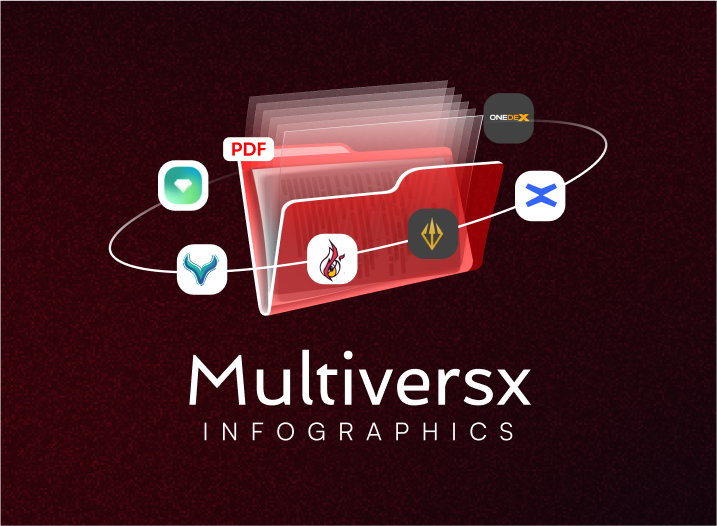 ONEDEX
PDF
Multiversx
INFOGRAPHICS